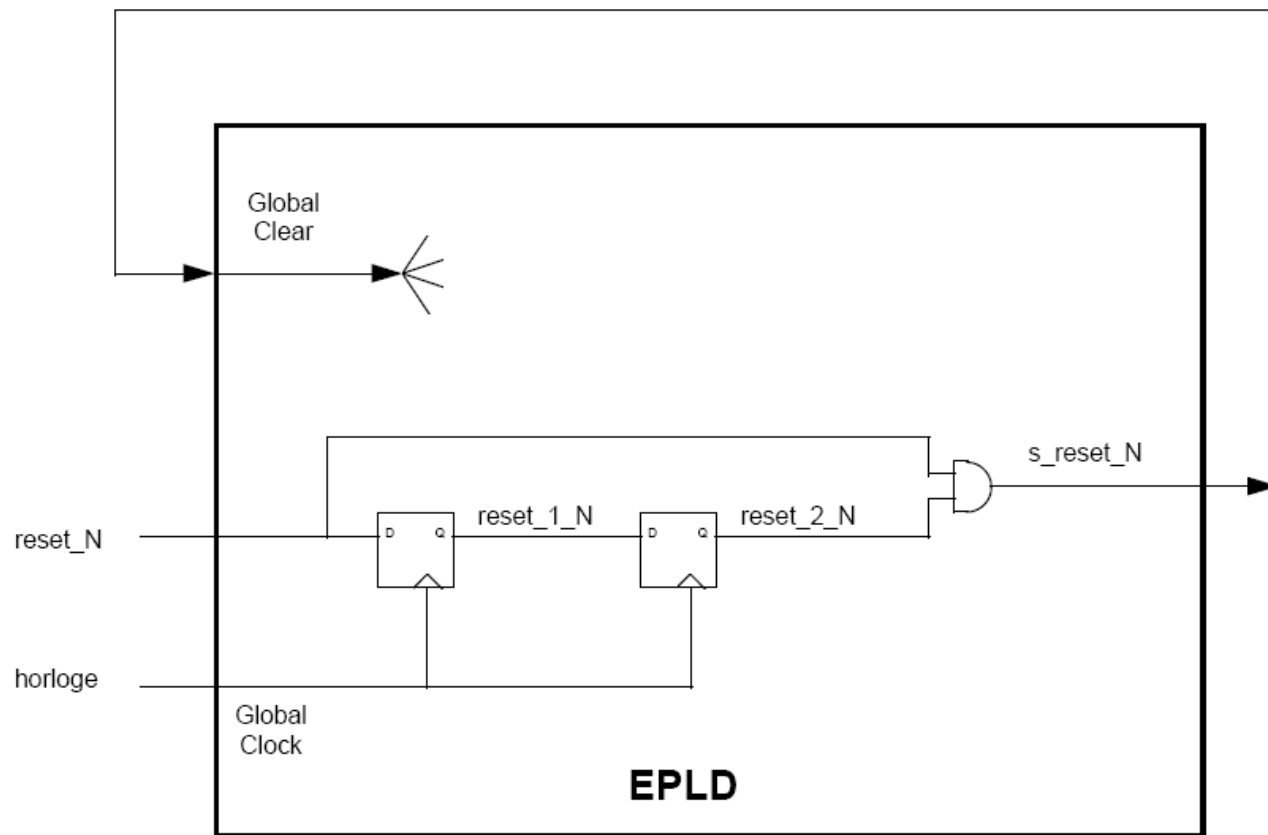 Global
Clear
s_reset_N
reset_1_N
reset_2_N
reset_N
D
Q
D
Q
horloge
Global
Clock
EPLD